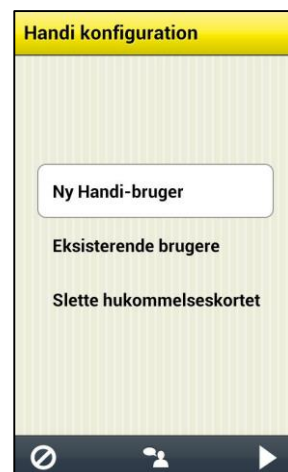 Handi konfiguration
Ny Handi-bruger
Eksisterende brugere
Slette hukommelseskortet